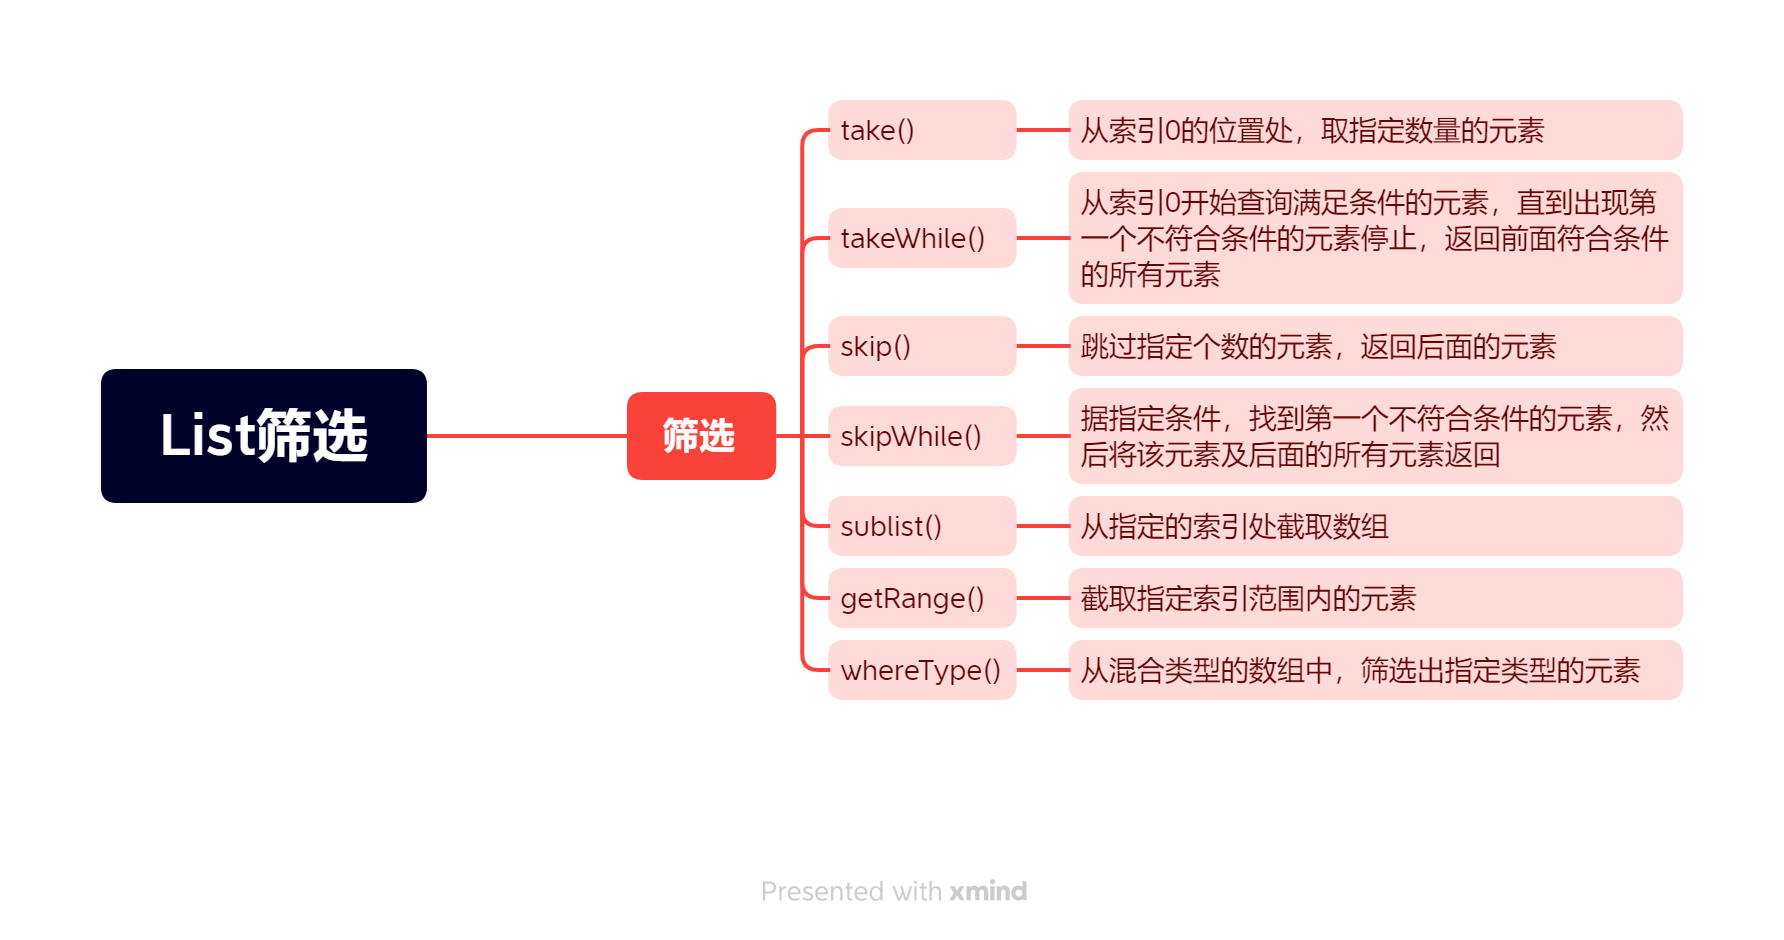 List筛选
筛选
take()
从索引0的位置处，取指定数量的元素
takeWhile()
从索引0开始查询满足条件的元素，直到出现第
一个不符合条件的元素停止，返回前面符合条件
的所有元素
skip()
跳过指定个数的元素，返回后面的元素
skipWhile()
据指定条件，找到第一个不符合条件的元素，然
后将该元素及后面的所有元素返回
sublist()
从指定的索引处截取数组
getRange()
截取指定索引范围内的元素
whereType()
从混合类型的数组中，筛选出指定类型的元素
Presented with xmind